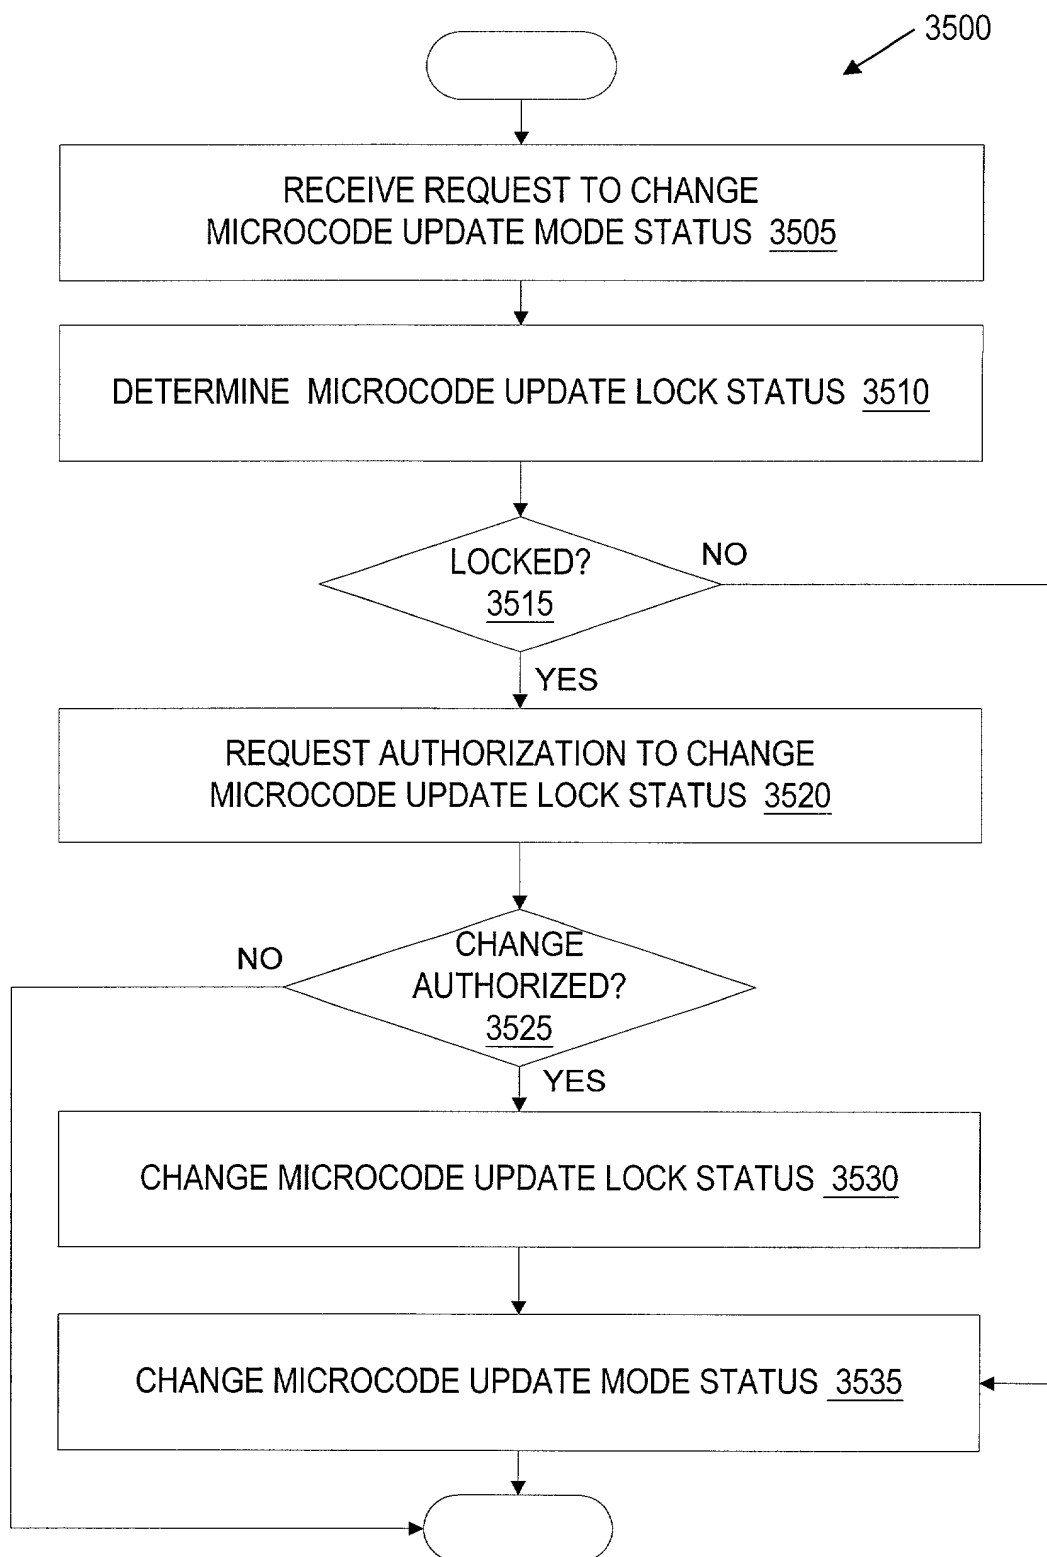 3500
RECEIVE REQUEST TO CHANGE
MICROCODE UPDATE MODE STATUS 3505
DETERMINE MICROCODE UPDATE LOCK STATUS 3510
LOCKED?
3515
NO
YES
REQUEST AUTHORIZATION TO CHANGE
MICROCODE UPDATE LOCK STATUS 3520
NO
CHANGE
AUTHORIZED?
3525
YES
CHANGE MICROCODE UPDATE LOCK STATUS 3530
CHANGE MICROCODE UPDATE MODE STATUS 3535